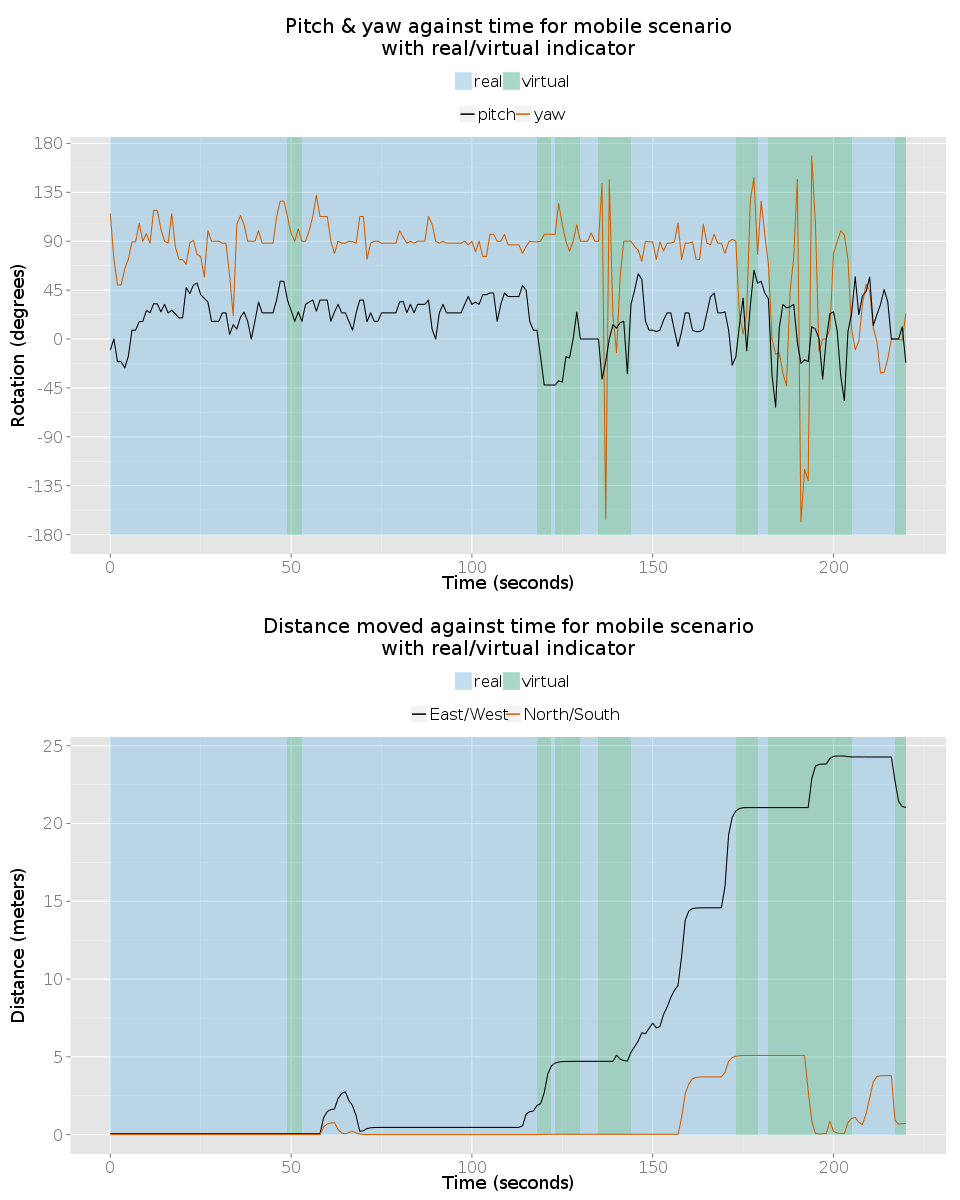 Pitch & yaw against time for mobile scenario
with real/virtual indicator
real virtual
pitch yaw
180
135
90
45
0
-45
-90
-135
-180
Rotation (degrees)
0 50 100 150 200
Time (seconds)
Distance moved against time for mobile scenario
with real/virtual indicator
real virtual
East/West North/South
25
20
15
10
5
0
Distance (meters)
0 50 100 150 200
Time (seconds)